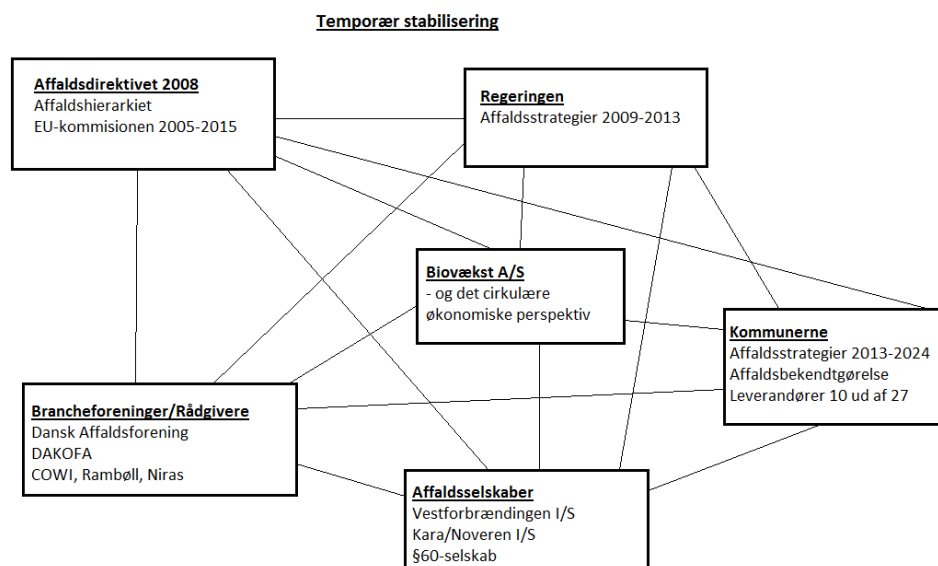 Temporær stabilisering
Affaldsdirektivet 2008
Affaldshierarkiet
EU-kommisionen 2005-2015
Regeringen
Affaldsstrategier 2009-2013
Biovækst A/S
- og det cirkulære
økonomiske perspektiv
Kommunerne
Affaldsstrategier 2013-2024
Affaldsbekendtgørelse
Leverandører 10 ud af 27
Brancheforeninger/Rådgivere
Dansk Affaldsforening
DAKOFA
COWI, Rambøll, Niras
Affaldsselskaber
Vestforbrændingen I/S
Kara/Noveren I/S
§60-selskab